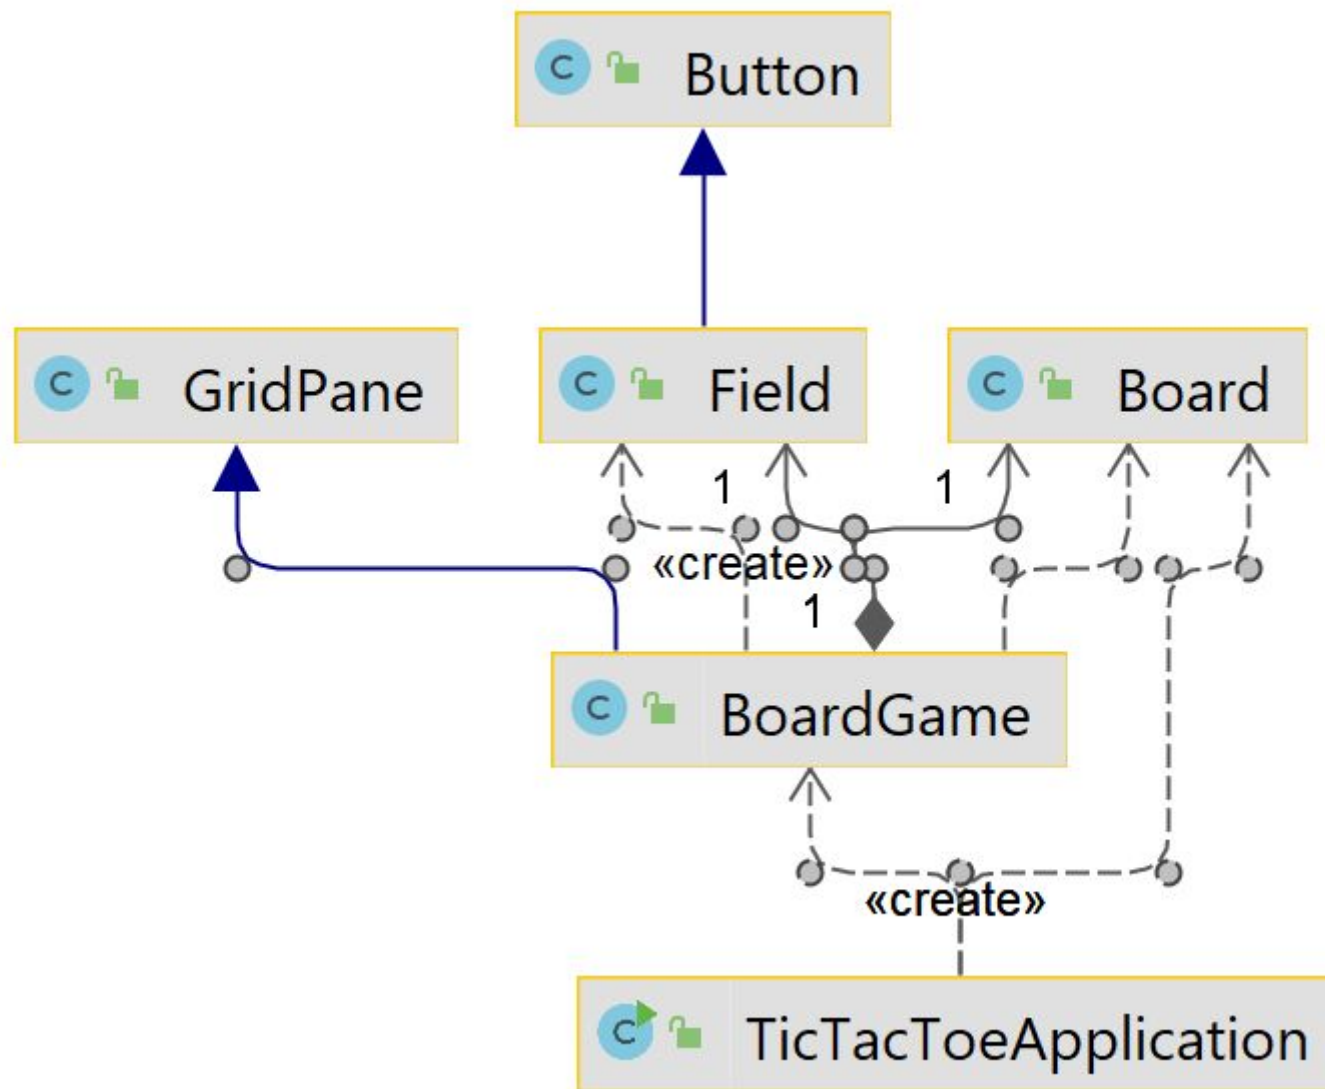 C Button
C GridPane
C Field
C Board
1
1
«create»
1
C BoardGame
«create»
C TicTacToeApplication